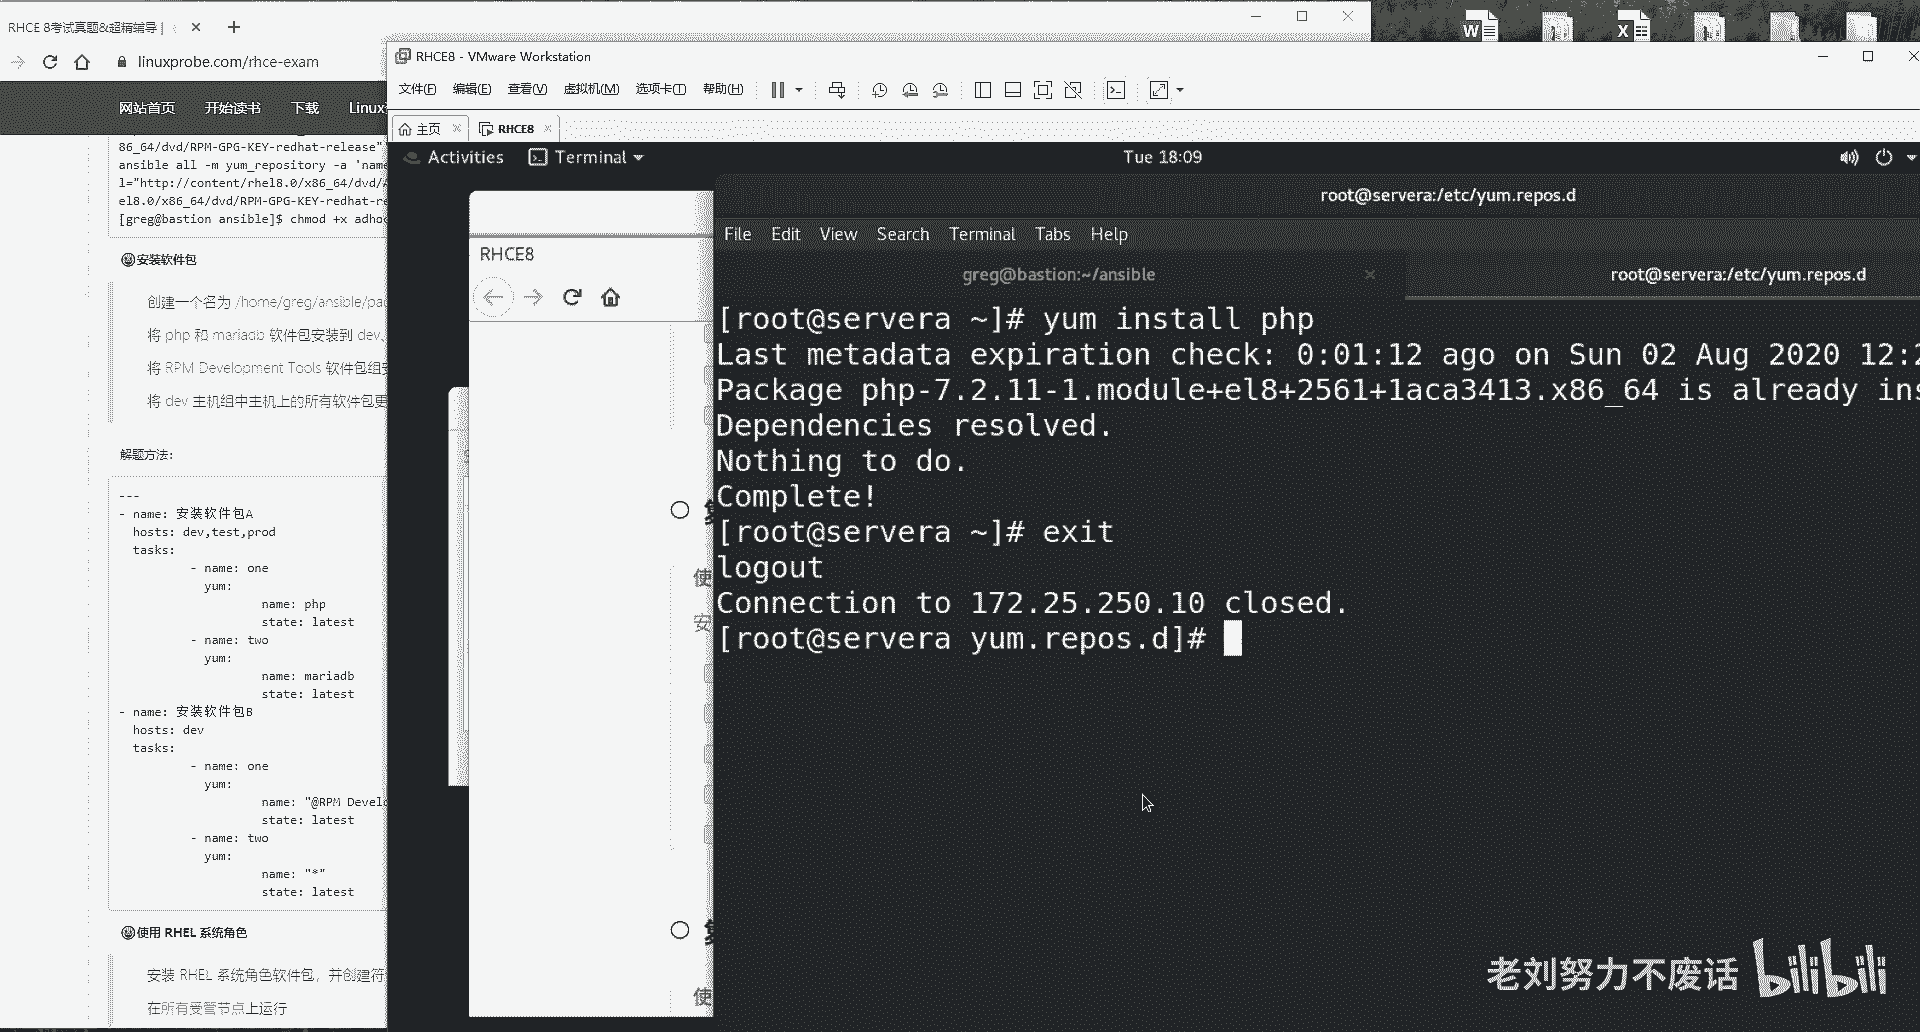 RHCE 8考试真题&超精辅导 |
linuxprobe.com/rhce-exam
网站首页 开始读书 下载 Linux
86_64/dvd/RPM-GPG-KEY-redhat-release"
ansible all -m yum_repository -a 'name
l="http://content/rhel8.0/x86_64/dvd/A
el8.0/x86_64/dvd/RPM-GPG-KEY-redhat-re
[greg@bastion ansible]$ chmod +x adhoc
安装软件包
创建一个名为 /home/greg/ansible/pac
将 php 和 mariadb 软件包安装到 dev、
将 RPM Development Tools 软件包组安
将 dev 主机组中主机上的所有软件包更
解题方法:
---
- name: 安装软件包A
hosts: dev,test,prod
tasks:
- name: one
yum:
name: php
state: latest
- name: two
yum:
name: mariadb
state: latest
- name: 安装软件包B
hosts: dev
tasks:
- name: one
yum:
name: "@RPM Develo
state: latest
- name: two
yum:
name: "*"
state: latest
使用 RHEL 系统角色
安装 RHEL 系统角色软件包，并创建符
在所有受管节点上运行
RHCE8 - VMware Workstation
文件(F) 编辑(E) 查看(V) 虚拟机(M) 选项卡(T) 帮助(H)
主页 RHCE8
Activities Terminal Tue 18:09
RHCE8
使
安
使
root@servera:/etc/yum.repos.d
File Edit View Search Terminal Tabs Help
greg@bastion:~/ansible root@servera:/etc/yum.repos.d
[root@servera ~]# yum install php
Last metadata expiration check: 0:01:12 ago on Sun 02 Aug 2020 12:2
Package php-7.2.11-1.module+el8+2561+1aca3413.x86_64 is already ins
Dependencies resolved.
Nothing to do.
Complete!
[root@servera ~]# exit
logout
Connection to 172.25.250.10 closed.
[root@servera yum.repos.d]#
老刘努力不废话 bilibili